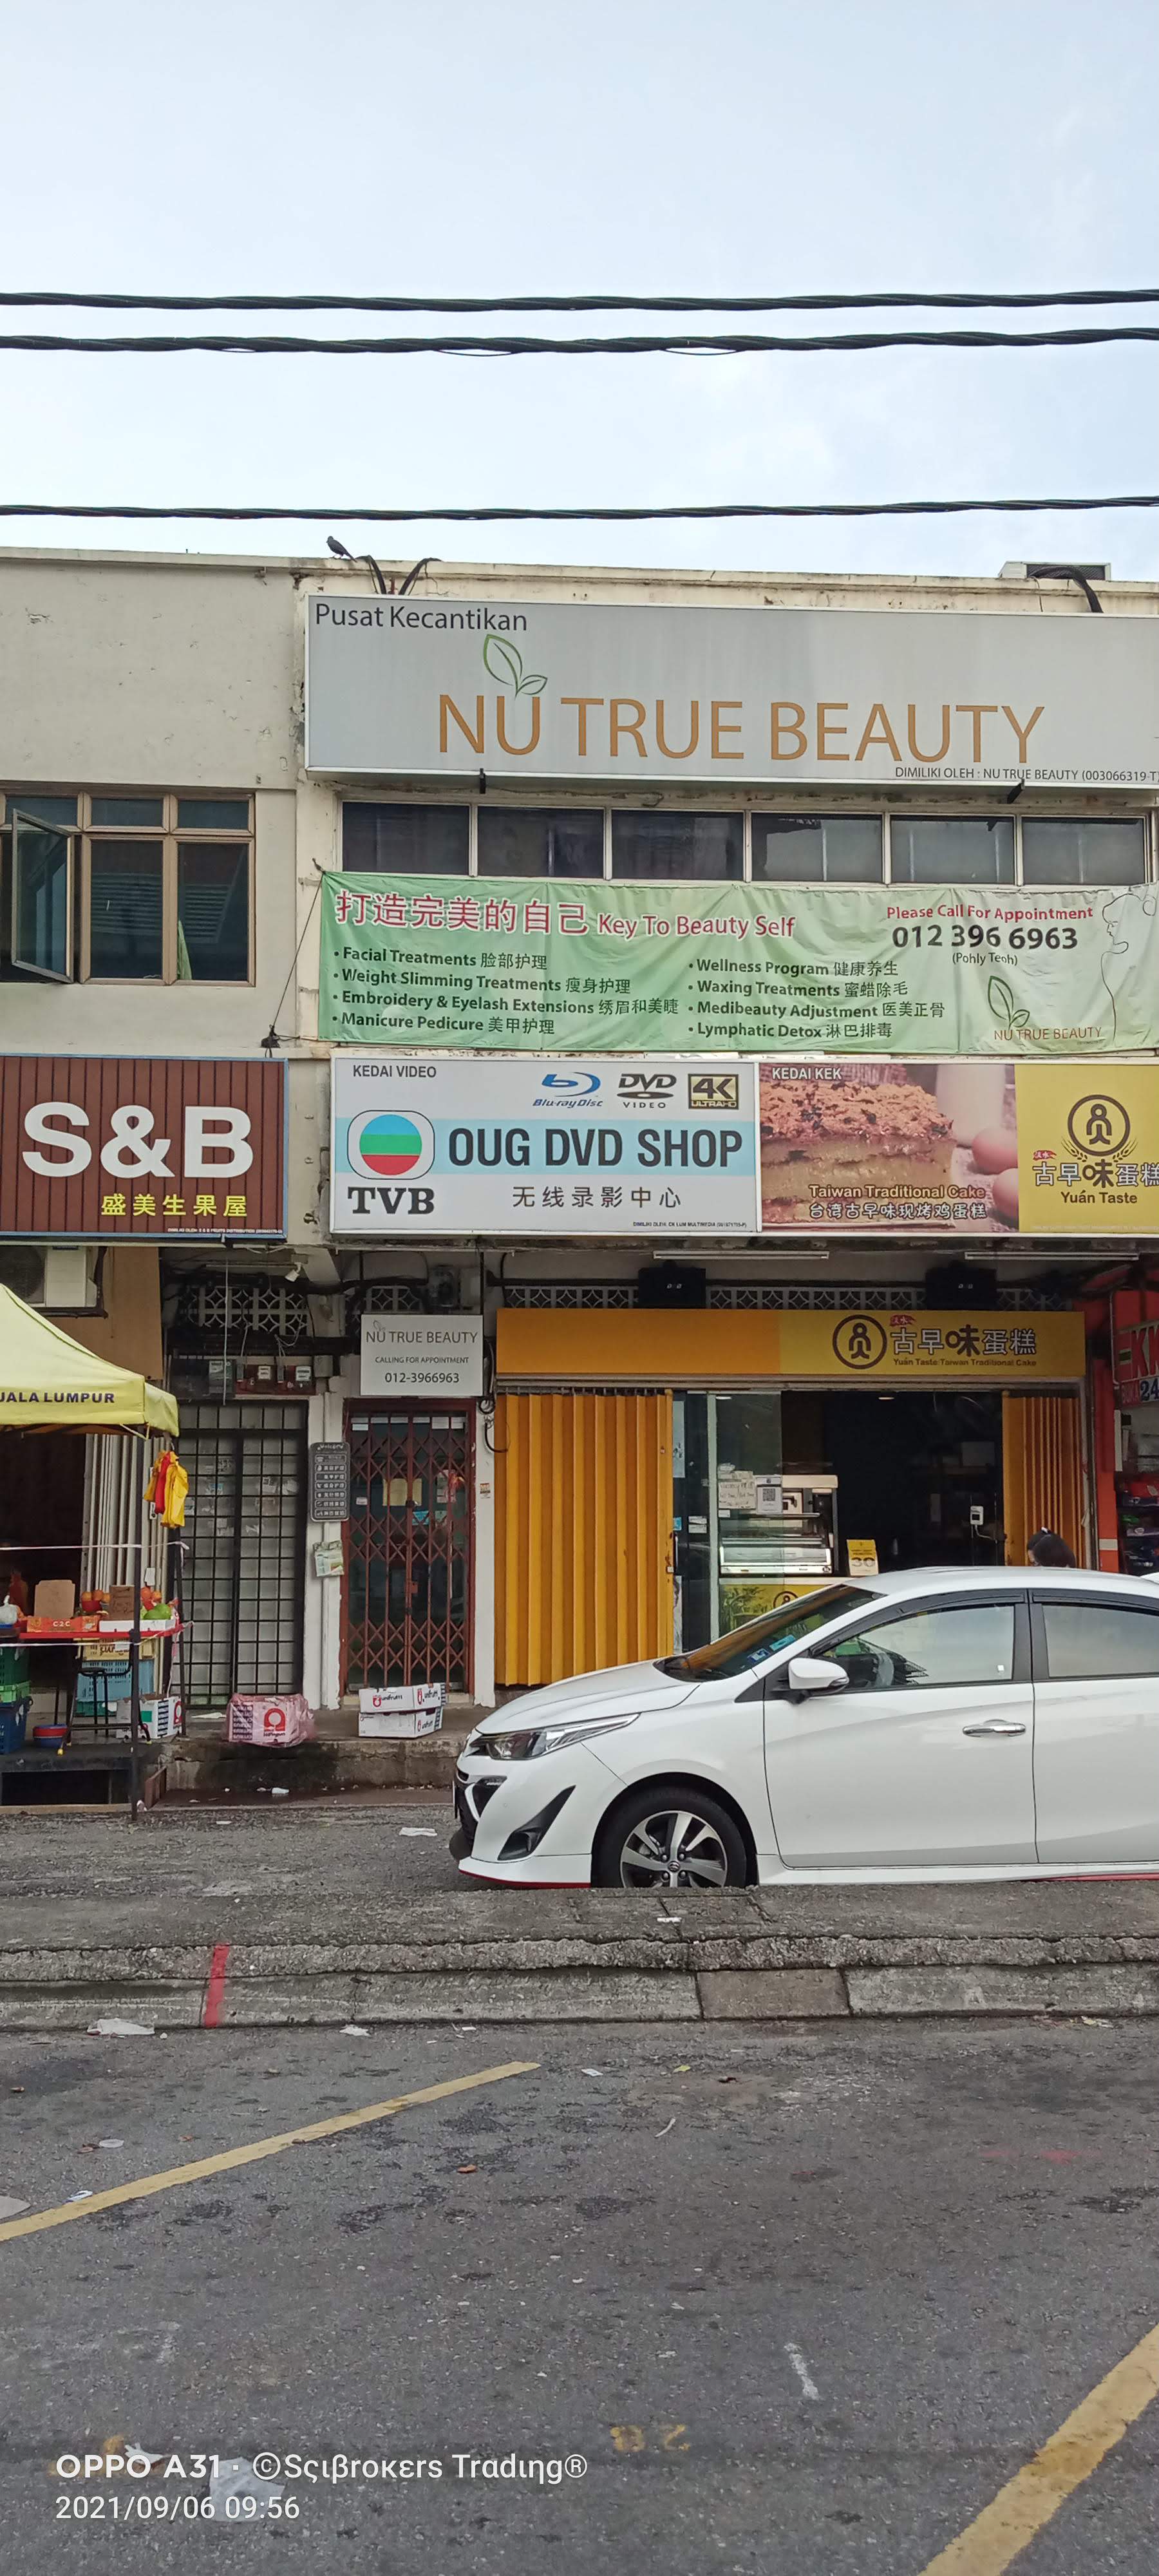 Pusat Kecantikan
NU TRUE BEAUTY
DIMILIKI OLEH : NU TRUE BEAUTY (003066319-T)
打造完美的自己 Key To Beauty Self
• Facial Treatments 脸部护理
• Weight Slimming Treatments 瘦身护理
• Embroidery & Eyelash Extensions 绣眉和美睫
• Manicure Pedicure 美甲护理
Please Call For Appointment
012 396 6963
(Pohly Teoh)
• Wellness Program 健康养生
• Waxing Treatments 蜜蜡除毛
• Medibeauty Adjustment 医美正骨
• Lymphatic Detox 淋巴排毒
NU TRUE BEAUTY
S&B
盛美生果屋
KEDAI VIDEO
Blu-ray Disc
DVD
VIDEO
4K
ULTRA HD
OUG DVD SHOP
TVB
无线录影中心
KEDAI KEK
Taiwan Traditional Cake
台湾古早味现烤鸡蛋糕
古早味蛋糕
Yuán Taste
NU TRUE BEAUTY
CALLING FOR APPOINTMENT
012-3966963
古早味蛋糕
Yuán Taste Taiwan Traditional Cake
UALA LUMPUR
OPPO A31 · ©Sςιβrοκεrs Trαdιηg®
2021/09/06 09:56